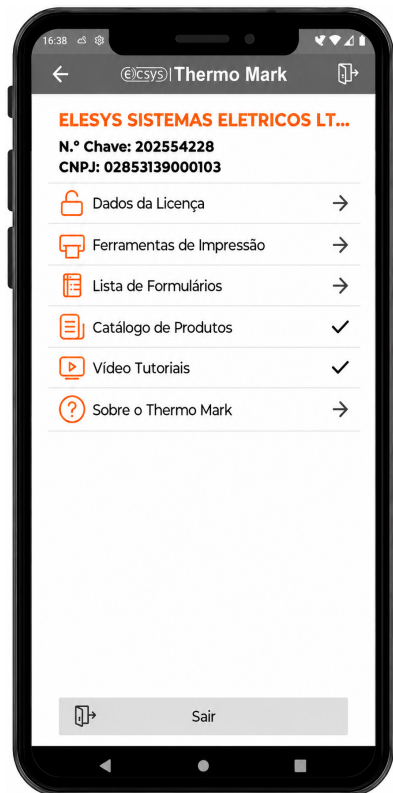 16:38
Ecsys | Thermo Mark
ELESYS SISTEMAS ELETRICOS LT...
N.º Chave: 202554228
CNPJ: 02853139000103
Dados da Licença
Ferramentas de Impressão
Lista de Formulários
Catálogo de Produtos
Vídeo Tutoriais
Sobre o Thermo Mark
Sair